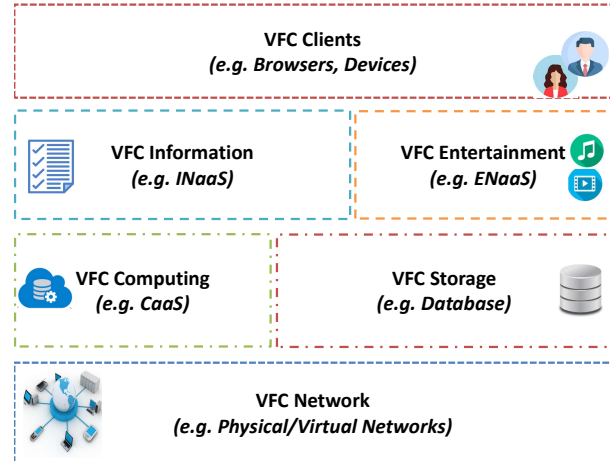 VFC Clients
(e.g. Browsers, Devices)
VFC Information
(e.g. INaaS)
VFC Entertainment
(e.g. ENaaS)
VFC Computing
(e.g. CaaS)
VFC Storage
(e.g. Database)
VFC Network
(e.g. Physical/Virtual Networks)